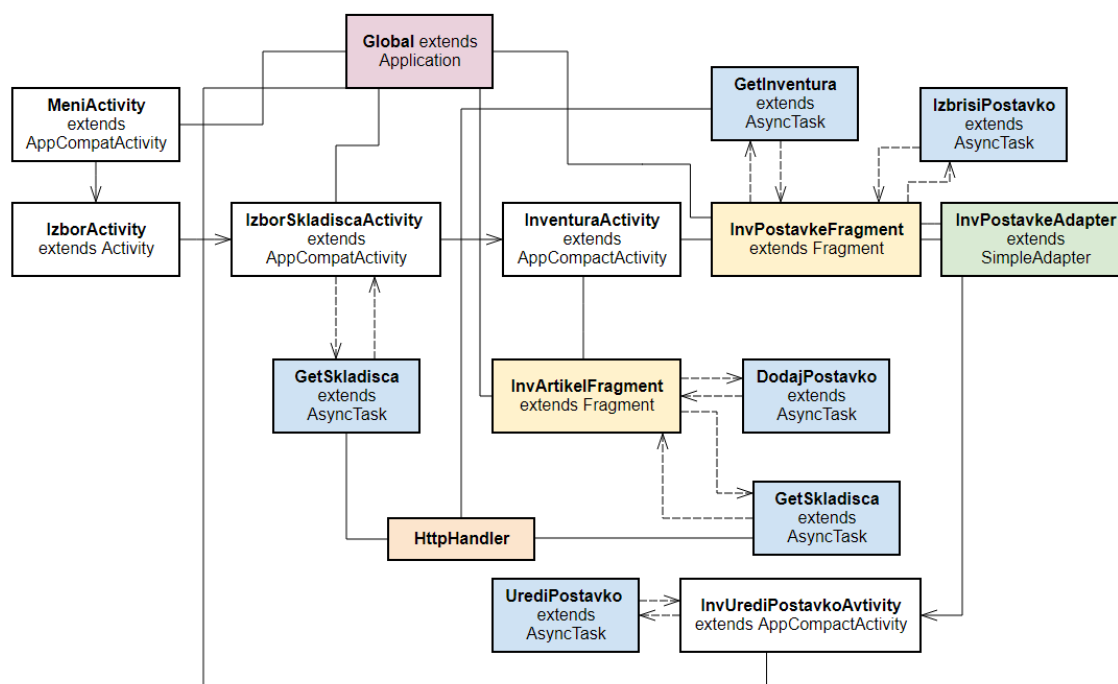 Global extends
Application
MeniActivity
extends
AppCompatActivity
GetInventura
extends
AsyncTask
IzbrisiPostavko
extends
AsyncTask
IzborActivity
extends Activity
IzborSkladiscaActivity
extends
AppCompatActivity
InventuraActivity
extends
AppCompactActivity
InvPostavkeFragment
extends Fragment
InvPostavkeAdapter
extends
SimpleAdapter
GetSkladisca
extends
AsyncTask
InvArtikelFragment
extends Fragment
DodajPostavko
extends
AsyncTask
GetSkladisca
extends
AsyncTask
HttpHandler
UrediPostavko
extends
AsyncTask
InvUrediPostavkoAvtivity
extends AppCompactActivity